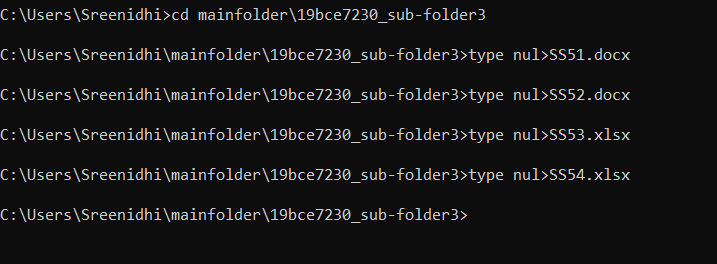 C:\Users\Sreenidhi>cd mainfolder\19bce7230_sub-folder3
C:\Users\Sreenidhi\mainfolder\19bce7230_sub-folder3>type nul>SS51.docx
C:\Users\Sreenidhi\mainfolder\19bce7230_sub-folder3>type nul>SS52.docx
C:\Users\Sreenidhi\mainfolder\19bce7230_sub-folder3>type nul>SS53.xlsx
C:\Users\Sreenidhi\mainfolder\19bce7230_sub-folder3>type nul>SS54.xlsx
C:\Users\Sreenidhi\mainfolder\19bce7230_sub-folder3>